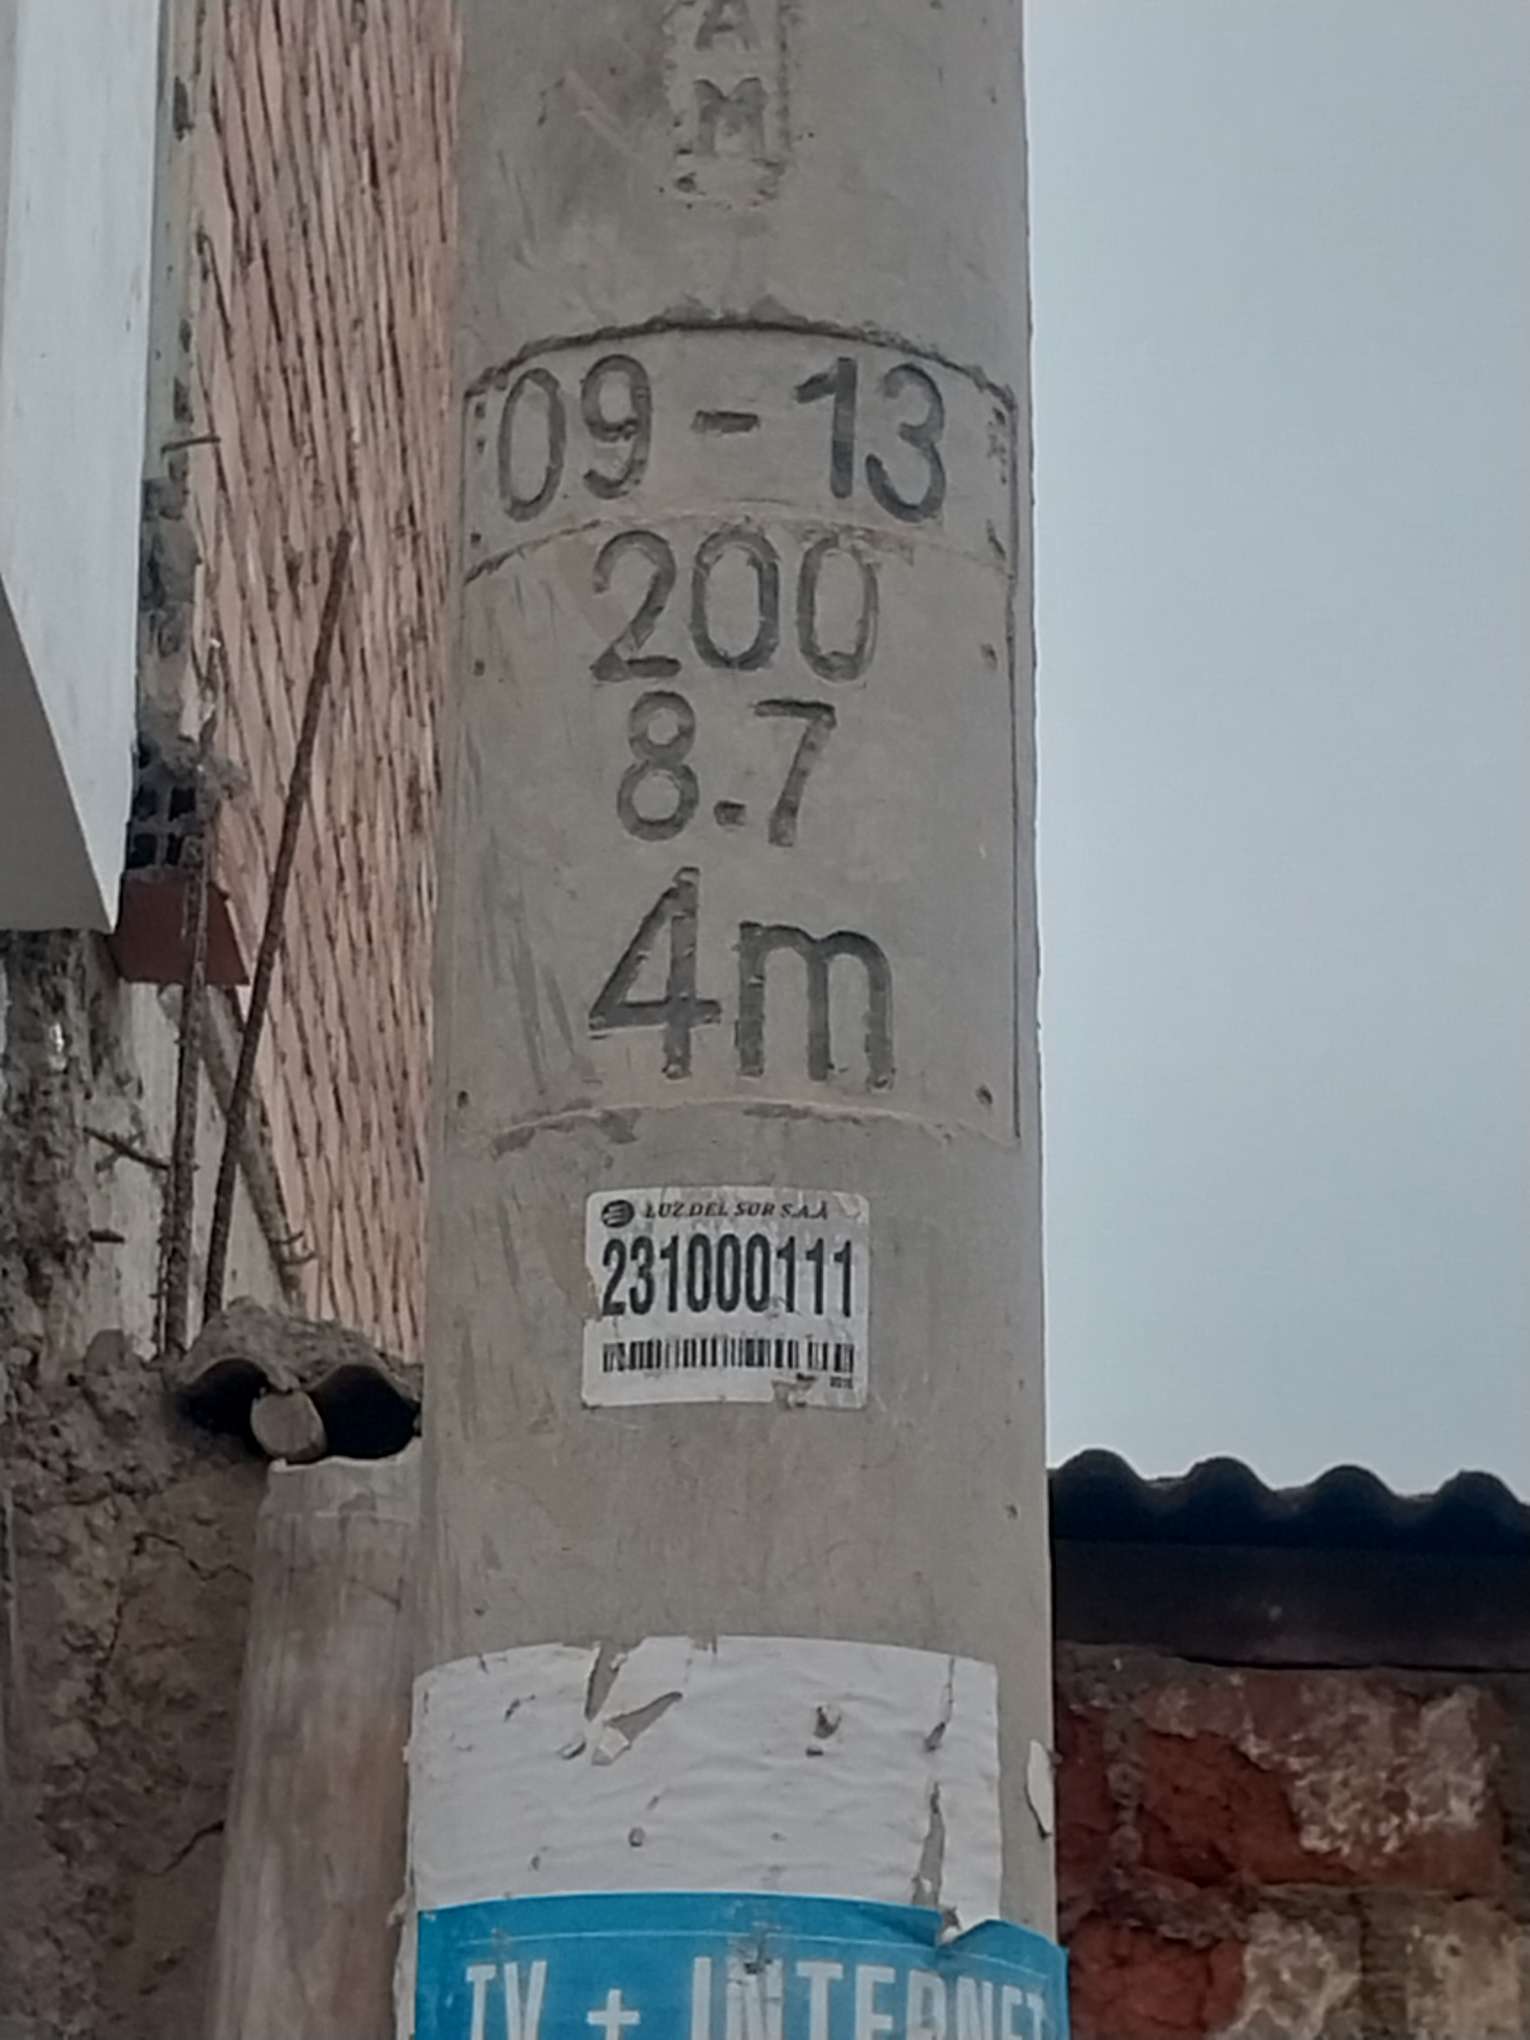 A
M
09-13
200
8.7
4m
LUZ DEL SUR S.A.A
231000111
TV + INTERNET